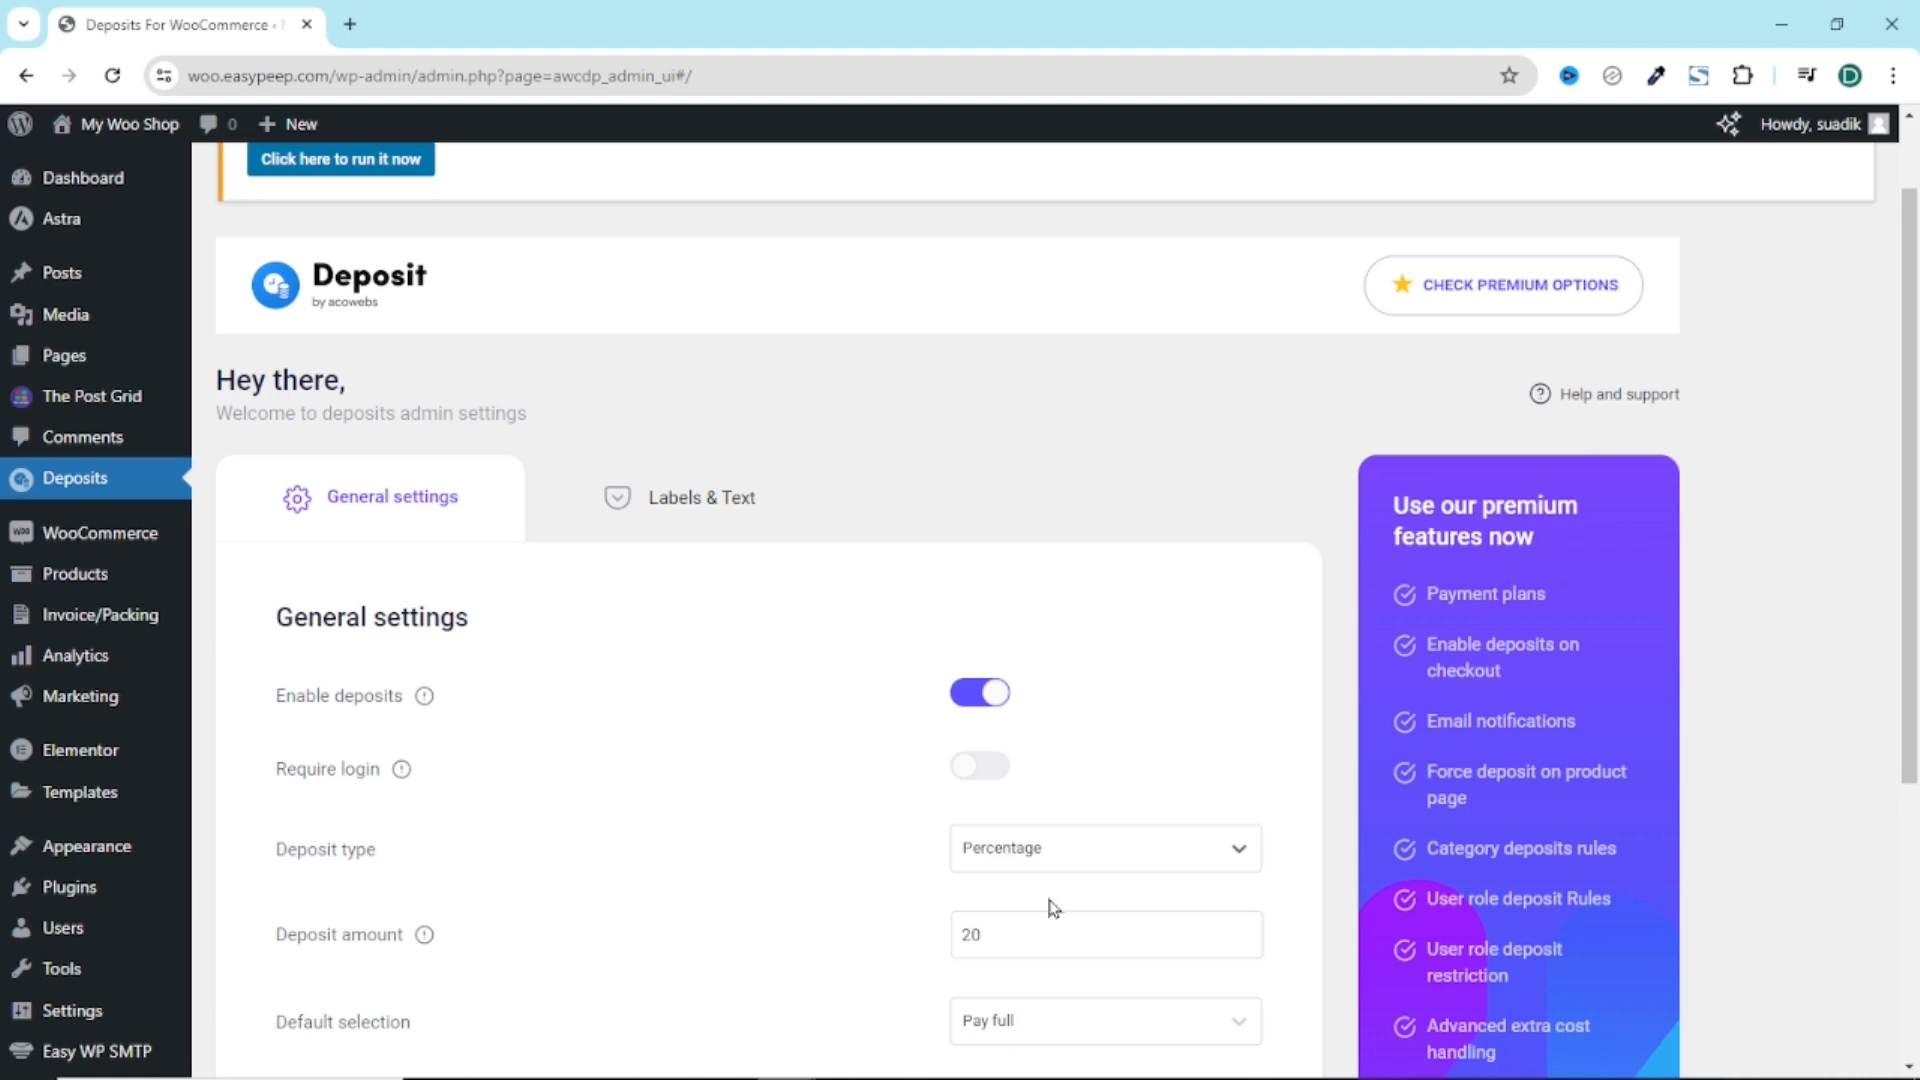 Deposits For WooCommerce ‹
woo.easypeep.com/wp-admin/admin.php?page=awcdp_admin_ui#/
D
My Woo Shop
0
New
Howdy, suadik
Dashboard
Astra
Posts
Media
Pages
The Post Grid
Comments
Deposits
WooCommerce
Products
Invoice/Packing
Analytics
Marketing
Elementor
Templates
Appearance
Plugins
Users
Tools
Settings
Easy WP SMTP
Click here to run it now
Deposit
by acowebs
CHECK PREMIUM OPTIONS
Hey there,
Welcome to deposits admin settings
Help and support
General settings
Labels & Text
General settings
Enable deposits
Require login
Deposit type
Percentage
Deposit amount
20
Default selection
Pay full
Use our premium
features now
Payment plans
Enable deposits on
checkout
Email notifications
Force deposit on product
page
Category deposits rules
User role deposit Rules
User role deposit
restriction
Advanced extra cost
handling